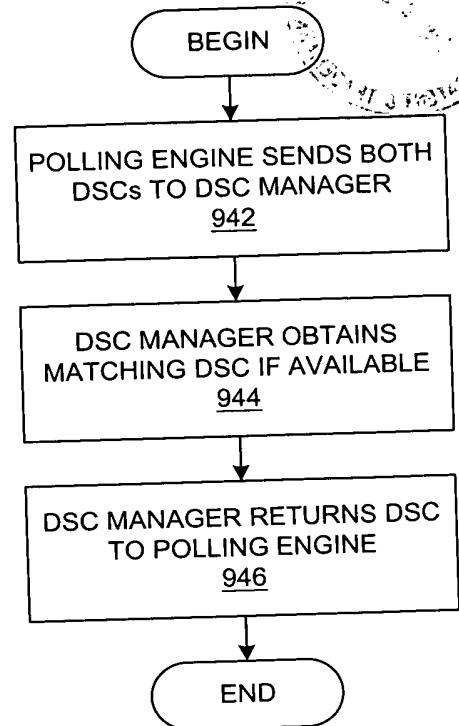 BEGIN
POLLING ENGINE SENDS BOTH
DSCs TO DSC MANAGER
942
DSC MANAGER OBTAINS
MATCHING DSC IF AVAILABLE
944
DSC MANAGER RETURNS DSC
TO POLLING ENGINE
946
END